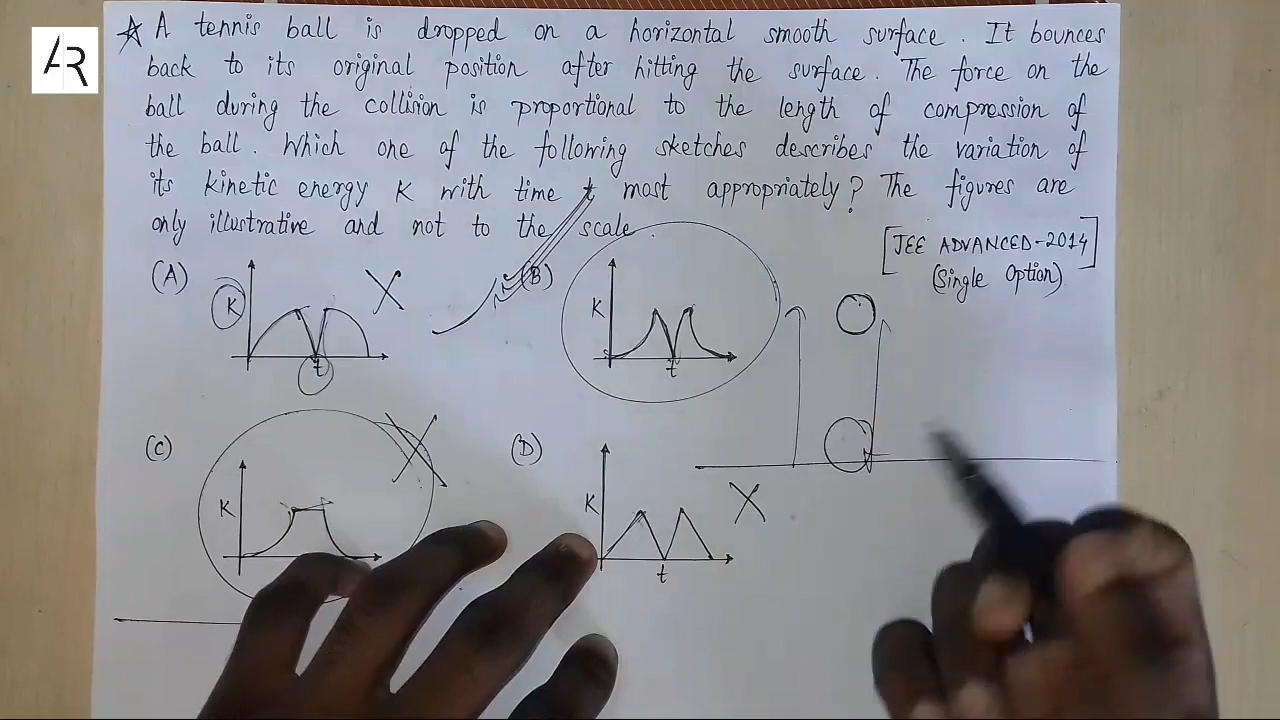 AR
☆ A tennis ball is dropped on a horizontal smooth surface. It bounces
back to its original position after hitting the surface. The force on the
ball during the collision is proportional to the length of compression of
the ball. Which one of the following sketches describes the variation of
its kinetic energy K with time t most appropriately? The figures are
only illustrative and not to the scale.
[JEE ADVANCED-2014]
(Single Option)
(A)
K
t
(B)
K
t
(C)
K
(D)
K
t